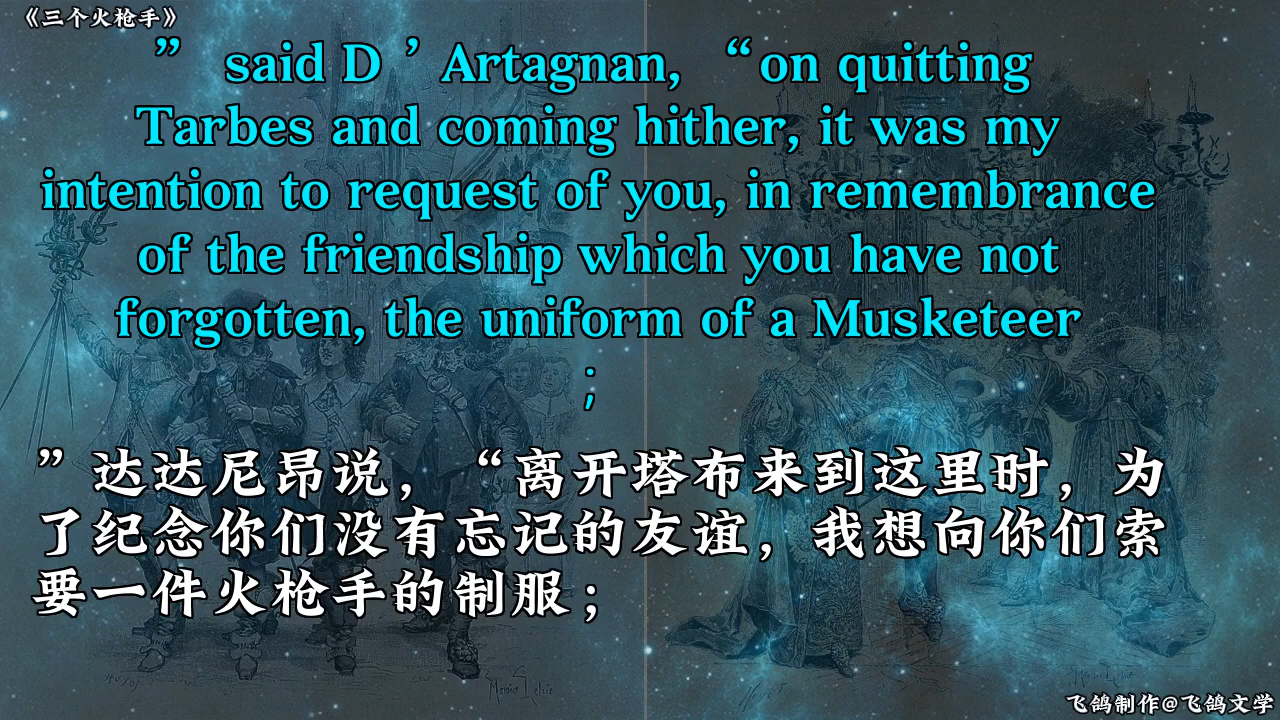 《三个火枪手》
” said D ’ Artagnan, “on quitting
Tarbes and coming hither, it was my
intention to request of you, in remembrance
of the friendship which you have not
forgotten, the uniform of a Musketeer
;
”达达尼昂说，“离开塔布来到这里时，为
了纪念你们没有忘记的友谊，我想向你们索
要一件火枪手的制服；
飞鸽制作@飞鸽文学